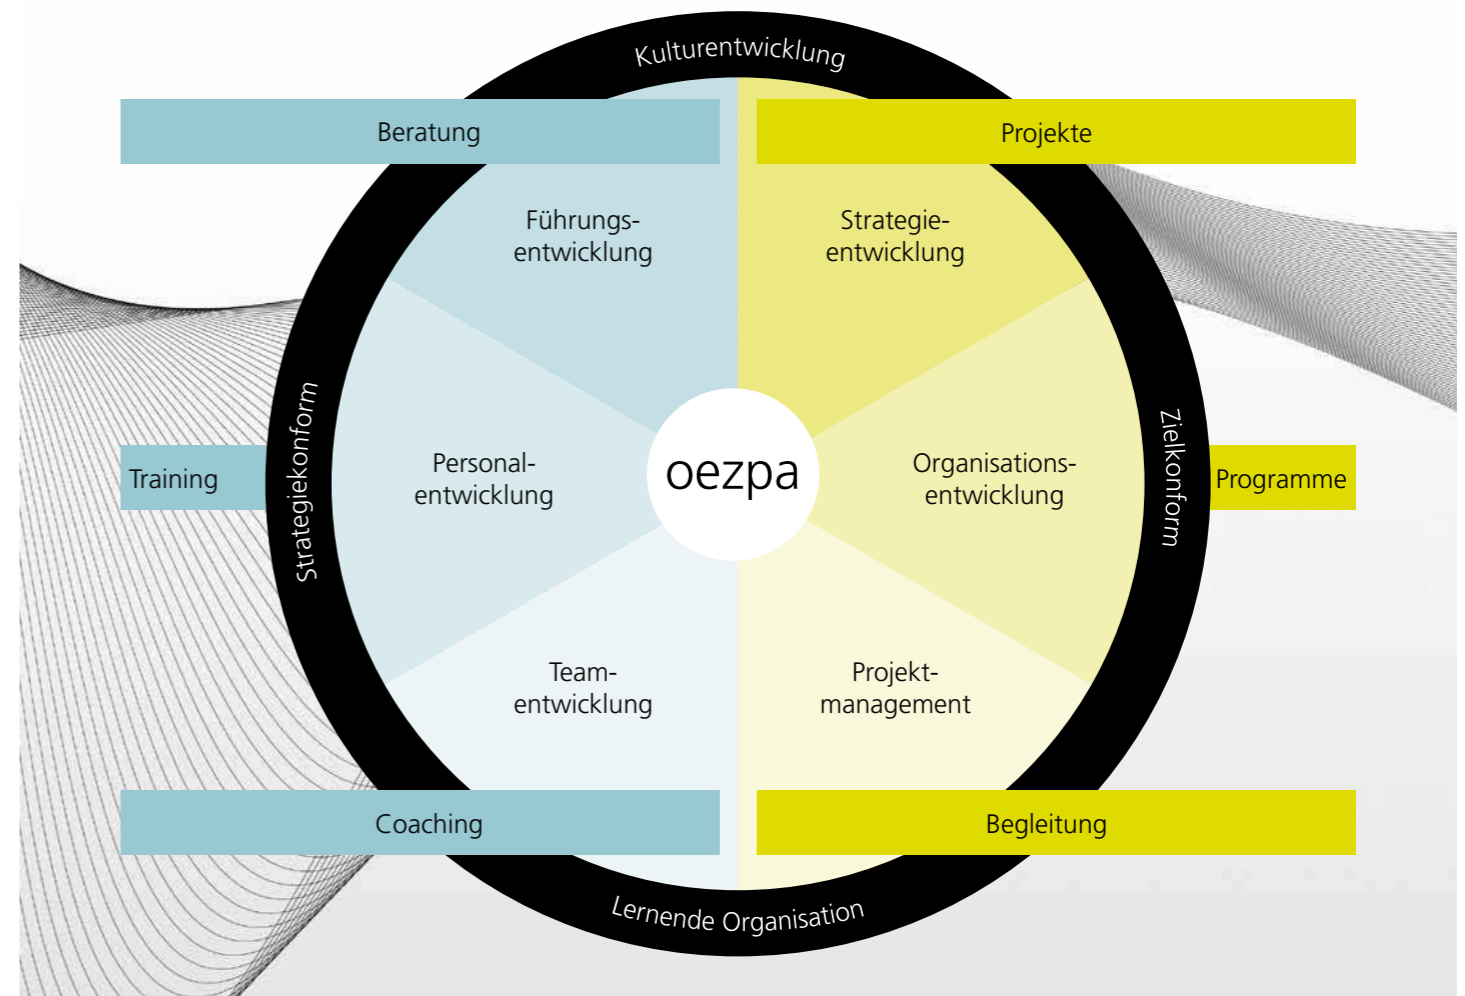 Kulturentwicklung
Beratung
Projekte
Führungs-
entwicklung
Strategie-
entwicklung
Strategiekonform
Training
Personal-
entwicklung
oezpa
Organisations-
entwicklung
Zielkonform
Programme
Team-
entwicklung
Projekt-
management
Coaching
Begleitung
Lernende Organisation